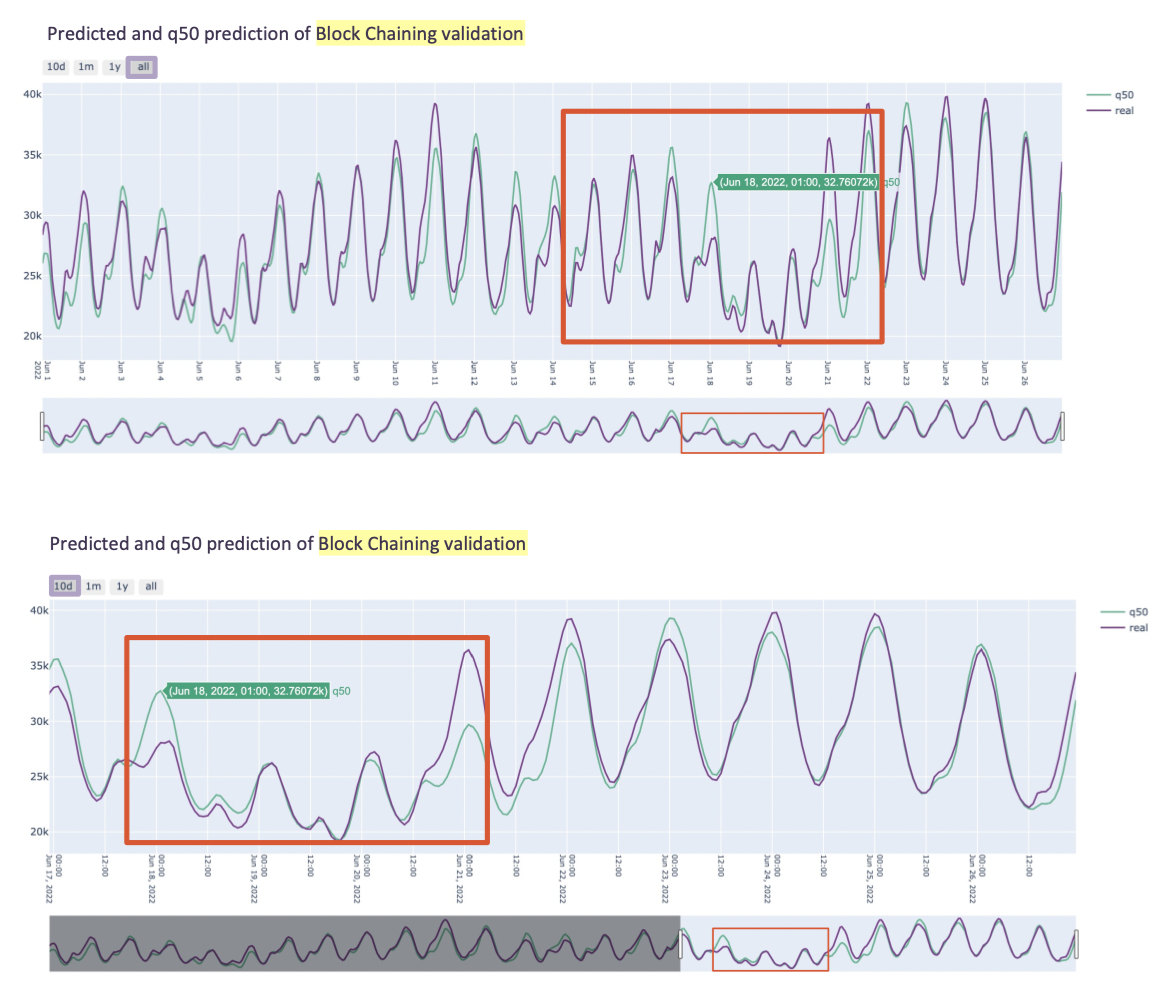 Predicted and q50 prediction of Block Chaining validation
10d 1m 1y all
40k
35k
30k
25k
20k
q50
real
(Jun 18, 2022, 01:00, 32.76072k) q50
Jun 1
2022
Jun 2
Jun 3
Jun 4
Jun 5
Jun 6
Jun 7
Jun 8
Jun 9
Jun 10
Jun 11
Jun 12
Jun 13
Jun 14
Jun 15
Jun 16
Jun 17
Jun 18
Jun 19
Jun 20
Jun 21
Jun 22
Jun 23
Jun 24
Jun 25
Jun 26
Predicted and q50 prediction of Block Chaining validation
10d 1m 1y all
40k
35k
30k
25k
20k
q50
real
(Jun 18, 2022, 01:00, 32.76072k) q50
00:00
Jun 17, 2022
12:00
00:00
Jun 18, 2022
12:00
00:00
Jun 19, 2022
12:00
00:00
Jun 20, 2022
12:00
00:00
Jun 21, 2022
12:00
00:00
Jun 22, 2022
12:00
00:00
Jun 23, 2022
12:00
00:00
Jun 24, 2022
12:00
00:00
Jun 25, 2022
12:00
00:00
Jun 26, 2022
12:00